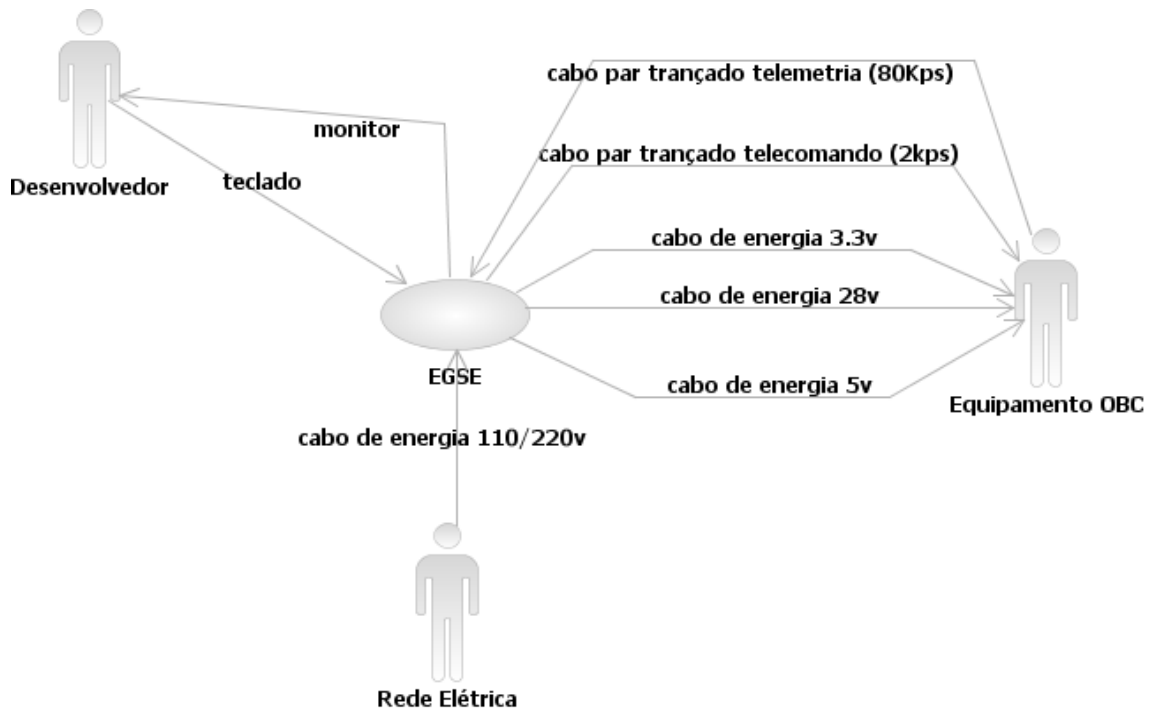 cabo par trançado telemetria (80Kps)
monitor
cabo par trançado telecomando (2kps)
teclado
Desenvolvedor
cabo de energia 3.3v
cabo de energia 28v
EGSE
cabo de energia 5v
Equipamento OBC
cabo de energia 110/220v
Rede Elétrica